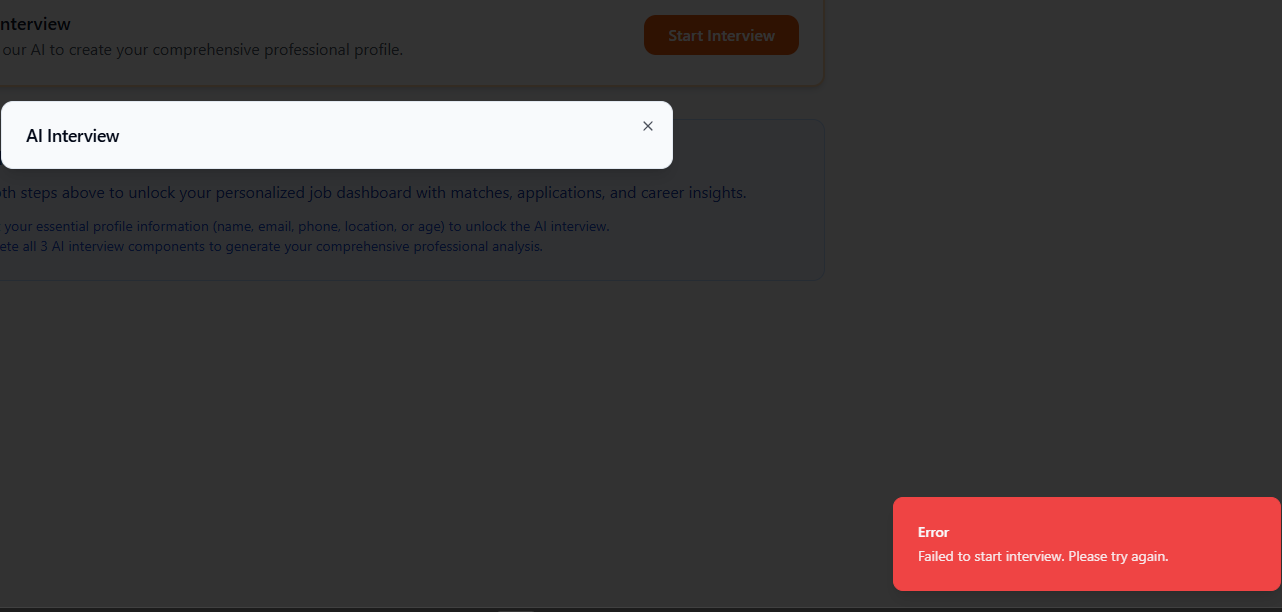 nterview
our AI to create your comprehensive professional profile.
Start Interview
AI Interview
th steps above to unlock your personalized job dashboard with matches, applications, and career insights.
your essential profile information (name, email, phone, location, or age) to unlock the AI interview.
ete all 3 AI interview components to generate your comprehensive professional analysis.
Error
Failed to start interview. Please try again.